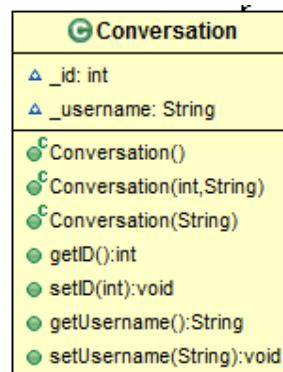 Conversation
_id: int
_username: String
Conversation()
Conversation(int,String)
Conversation(String)
getID():int
setID(int):void
getUsername():String
setUsername(String):void